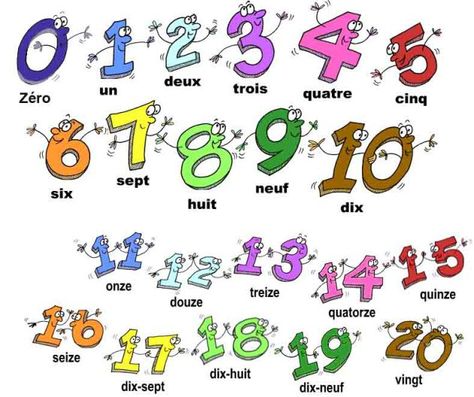 0 1 2 3 4 5
Zéro un deux trois quatre cinq
6 7 8 9 10
six sept huit neuf dix
11 12 13 14 15
onze douze treize quatorze quinze
16 17 18 19 20
seize dix-sept dix-huit dix-neuf vingt